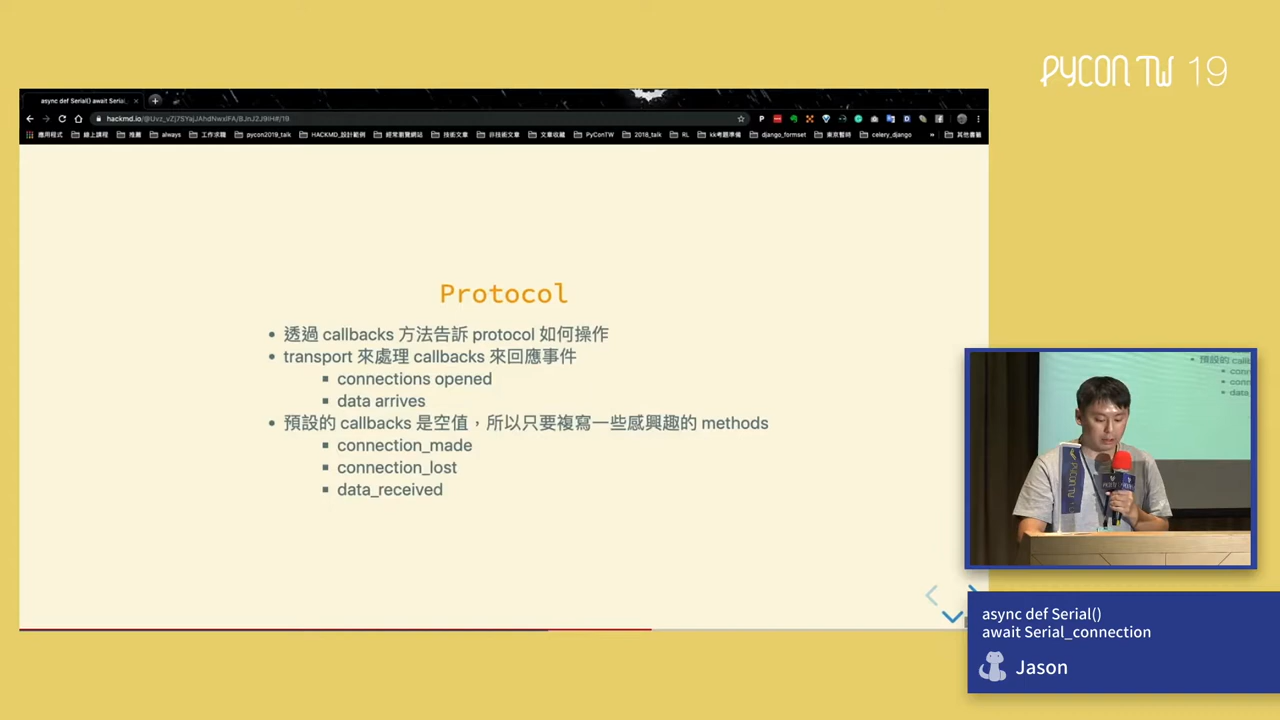 PYCON TW 19
async def Serial() await Serial_
hackmd.io/@Uvz_vZj7SYajJAhdNwxlFA/BJnJ2J9IH#/19
應用程式 線上課程 推薦 always 工作求職 pycon2019_talk HACKMD_設計範例 經常瀏覽網站 技術文章 非技術文章 文章收藏 PyConTW 2018_talk RL kk考題準備 django_formset 東京暫時 celery_django » 其他書籤
Protocol
• 透過 callbacks 方法告訴 protocol 如何操作
• transport 來處理 callbacks 來回應事件
▪ connections opened
▪ data arrives
• 預設的 callbacks 是空值，所以只要複寫一些感興趣的 methods
▪ connection_made
▪ connection_lost
▪ data_received
async def Serial()
await Serial_connection
Jason